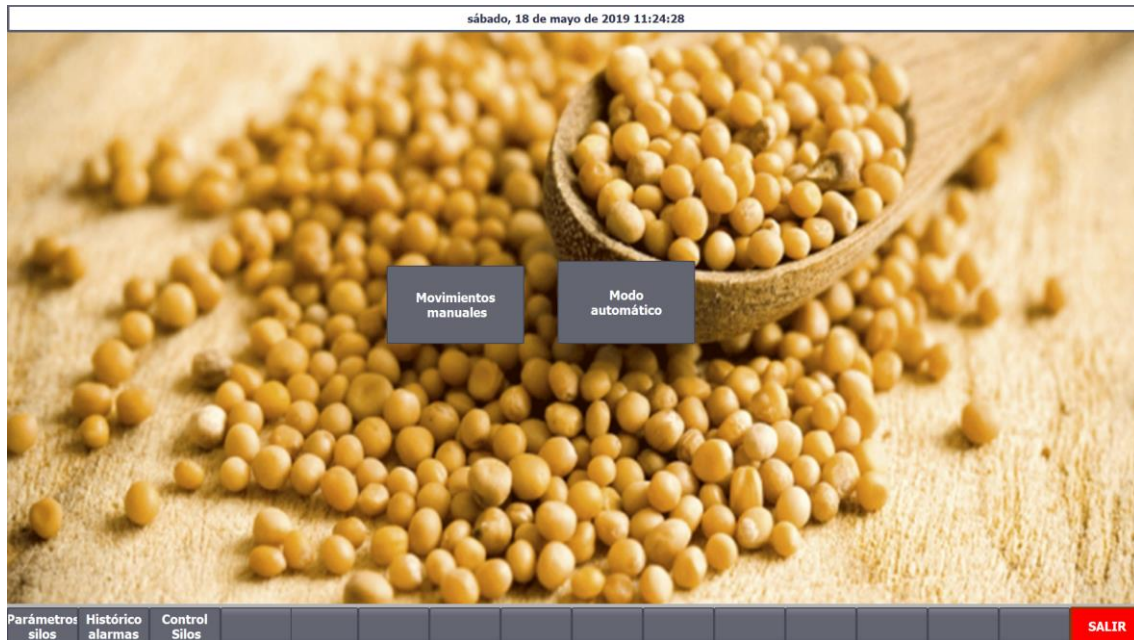 sábado, 18 de mayo de 2019 11:24:28
Movimientos
manuales
Modo
automático
Parámetros
silos
Histórico
alarmas
Control
Silos
SALIR